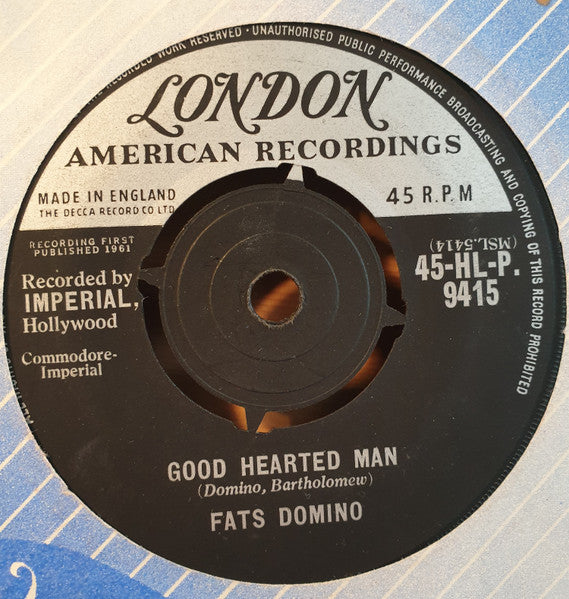 RECORDED WORK RESERVED · UNAUTHORISED PUBLIC PERFORMANCE BROADCASTING AND COPYING OF THIS RECORD PROHIBITED
LONDON
AMERICAN RECORDINGS
MADE IN ENGLAND
THE DECCA RECORD CO LTD
45 R.P.M
RECORDING FIRST
PUBLISHED 1961
(MSL.5414)
Recorded by
IMPERIAL,
Hollywood
45-HL-P.
9415
Commodore-
Imperial
GOOD HEARTED MAN
(Domino, Bartholomew)
FATS DOMINO